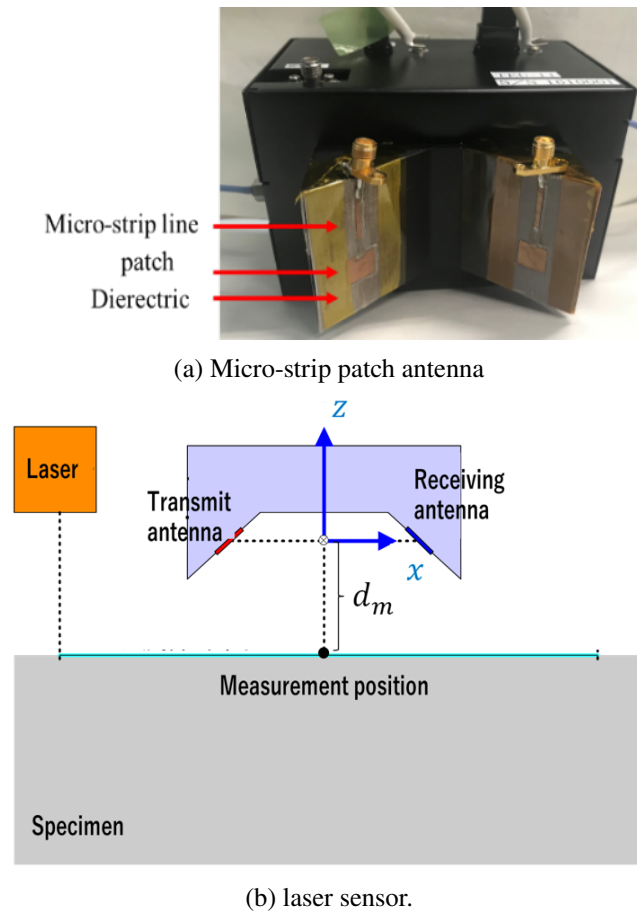 Micro-strip line
patch
Dierectric
(a) Micro-strip patch antenna
z
Laser
Transmit
antenna
Receiving
antenna
x
d_m
Measurement position
Specimen
(b) laser sensor.